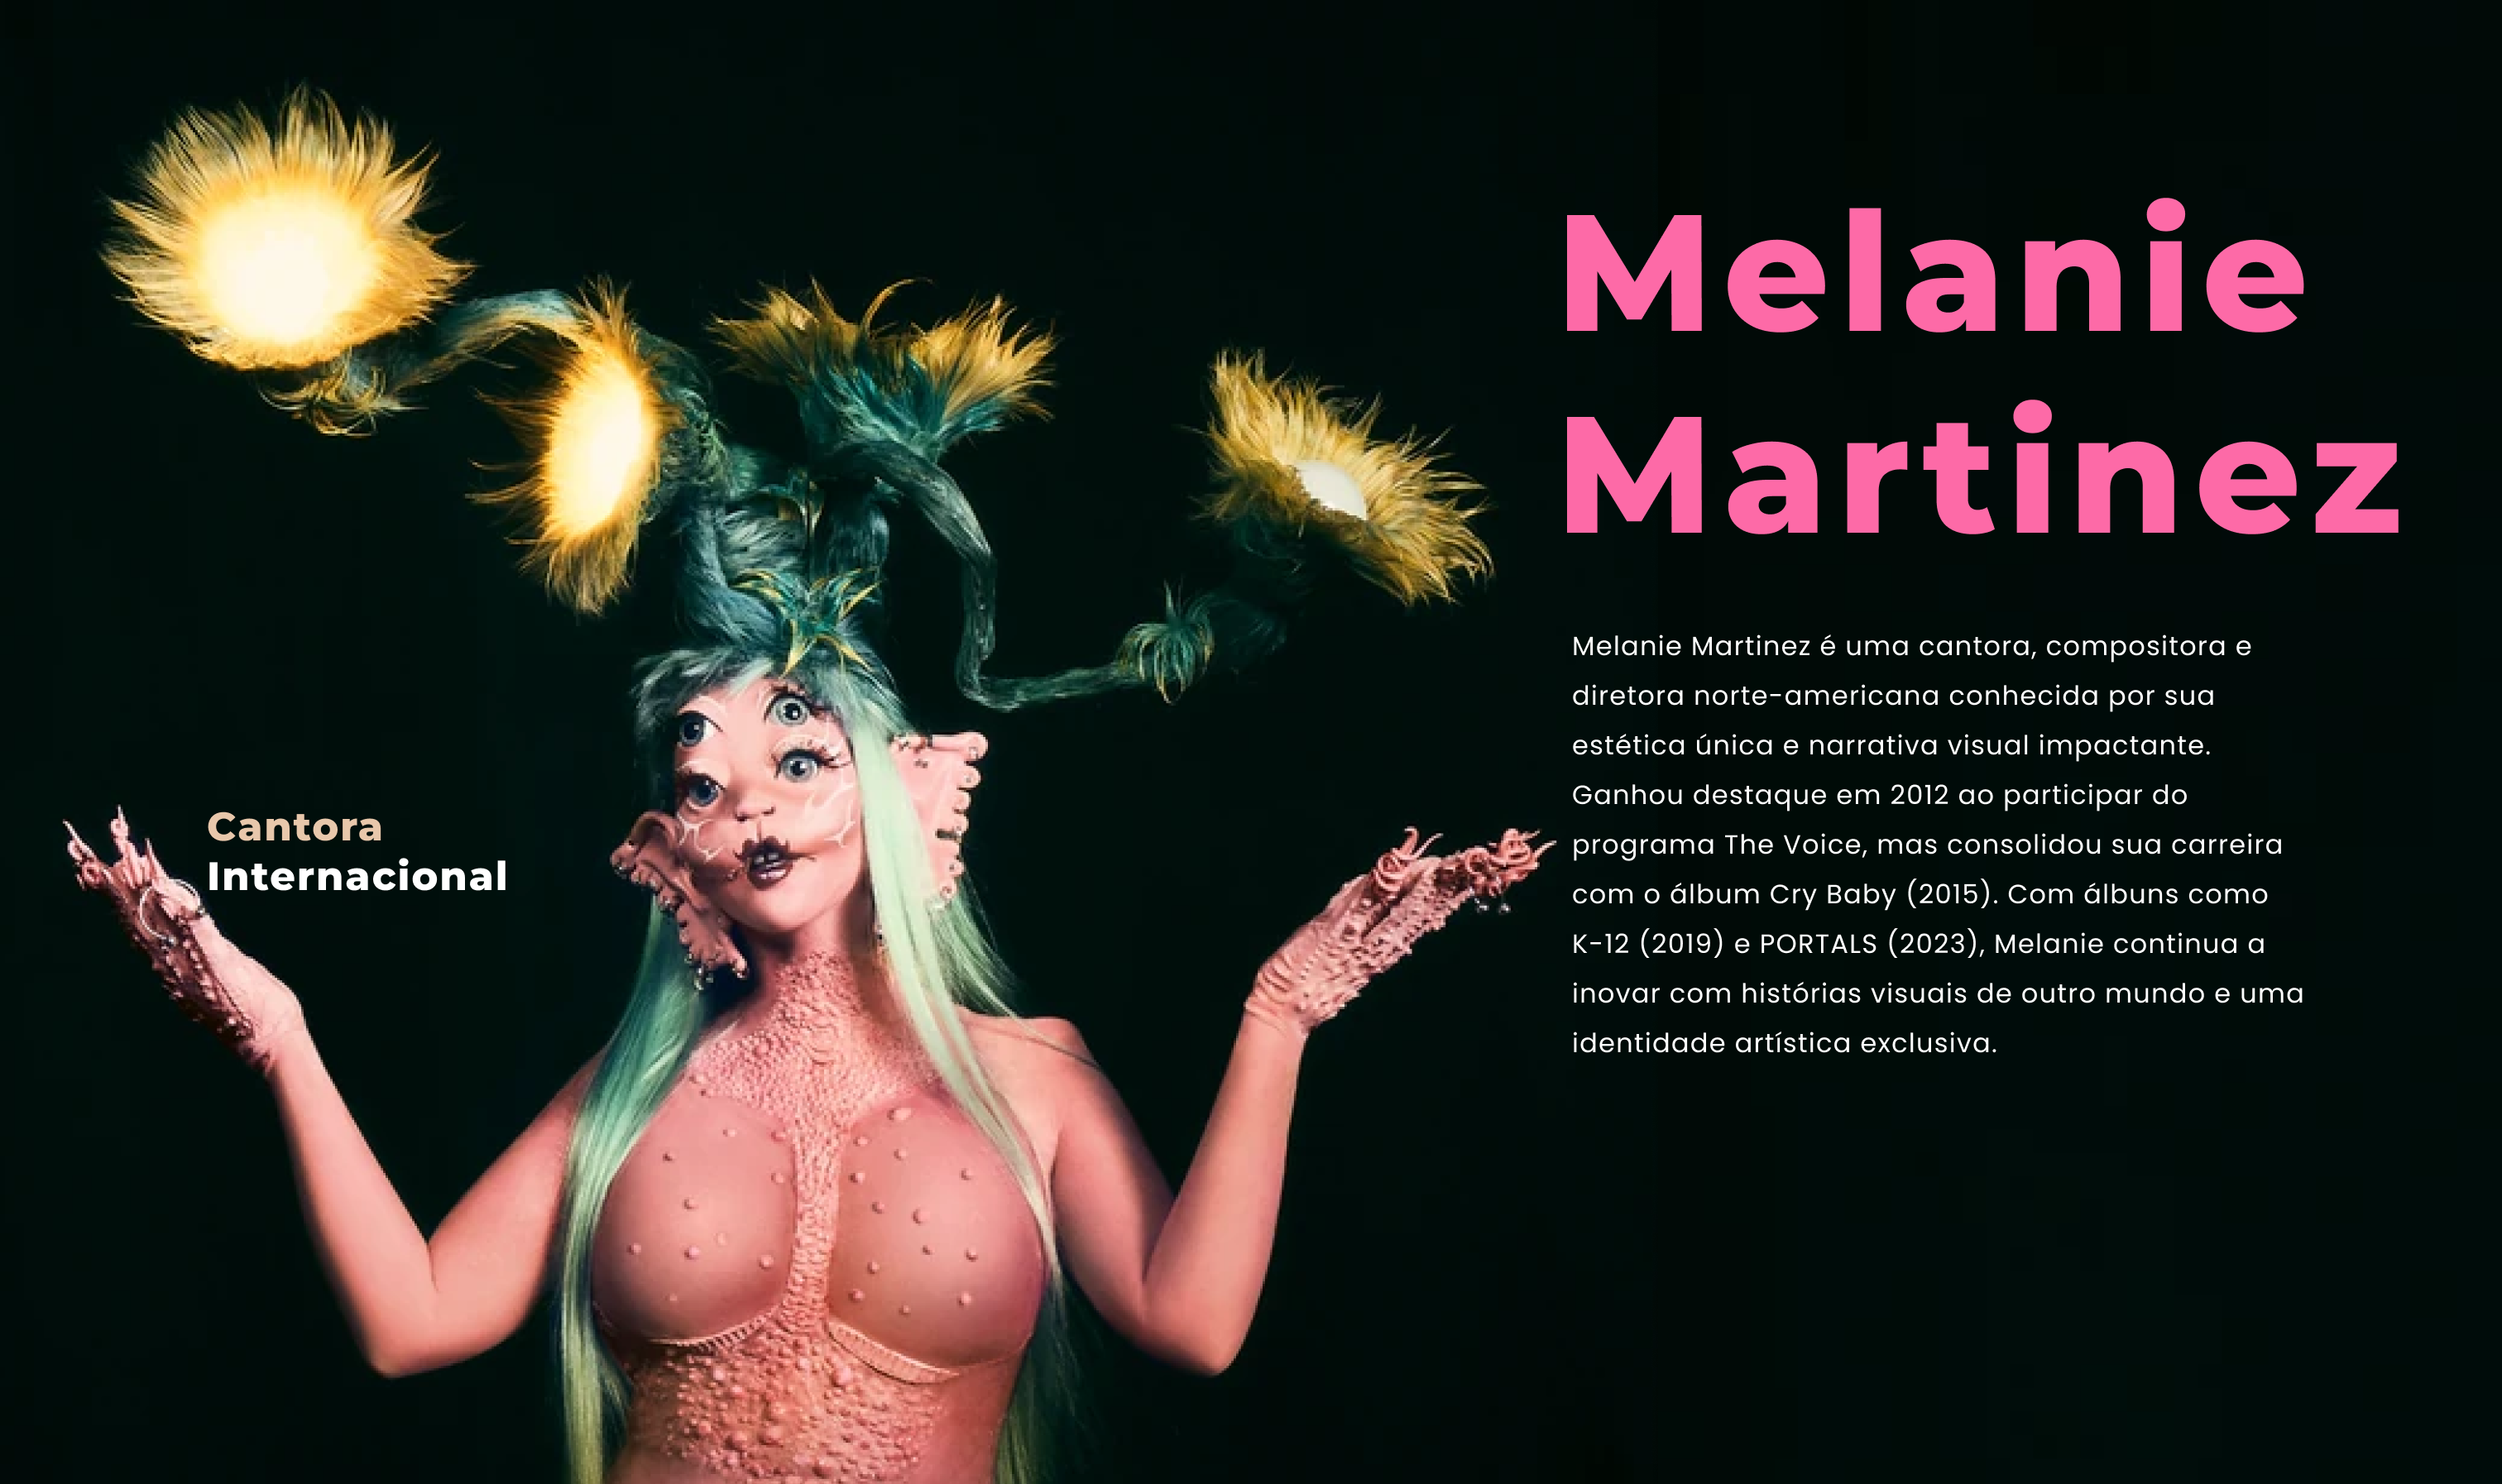 Melanie
Martinez
Melanie Martinez é uma cantora, compositora e
diretora norte-americana conhecida por sua
estética única e narrativa visual impactante.
Ganhou destaque em 2012 ao participar do
programa The Voice, mas consolidou sua carreira
com o álbum Cry Baby (2015). Com álbuns como
K-12 (2019) e PORTALS (2023), Melanie continua a
inovar com histórias visuais de outro mundo e uma
identidade artística exclusiva.
Cantora
Internacional